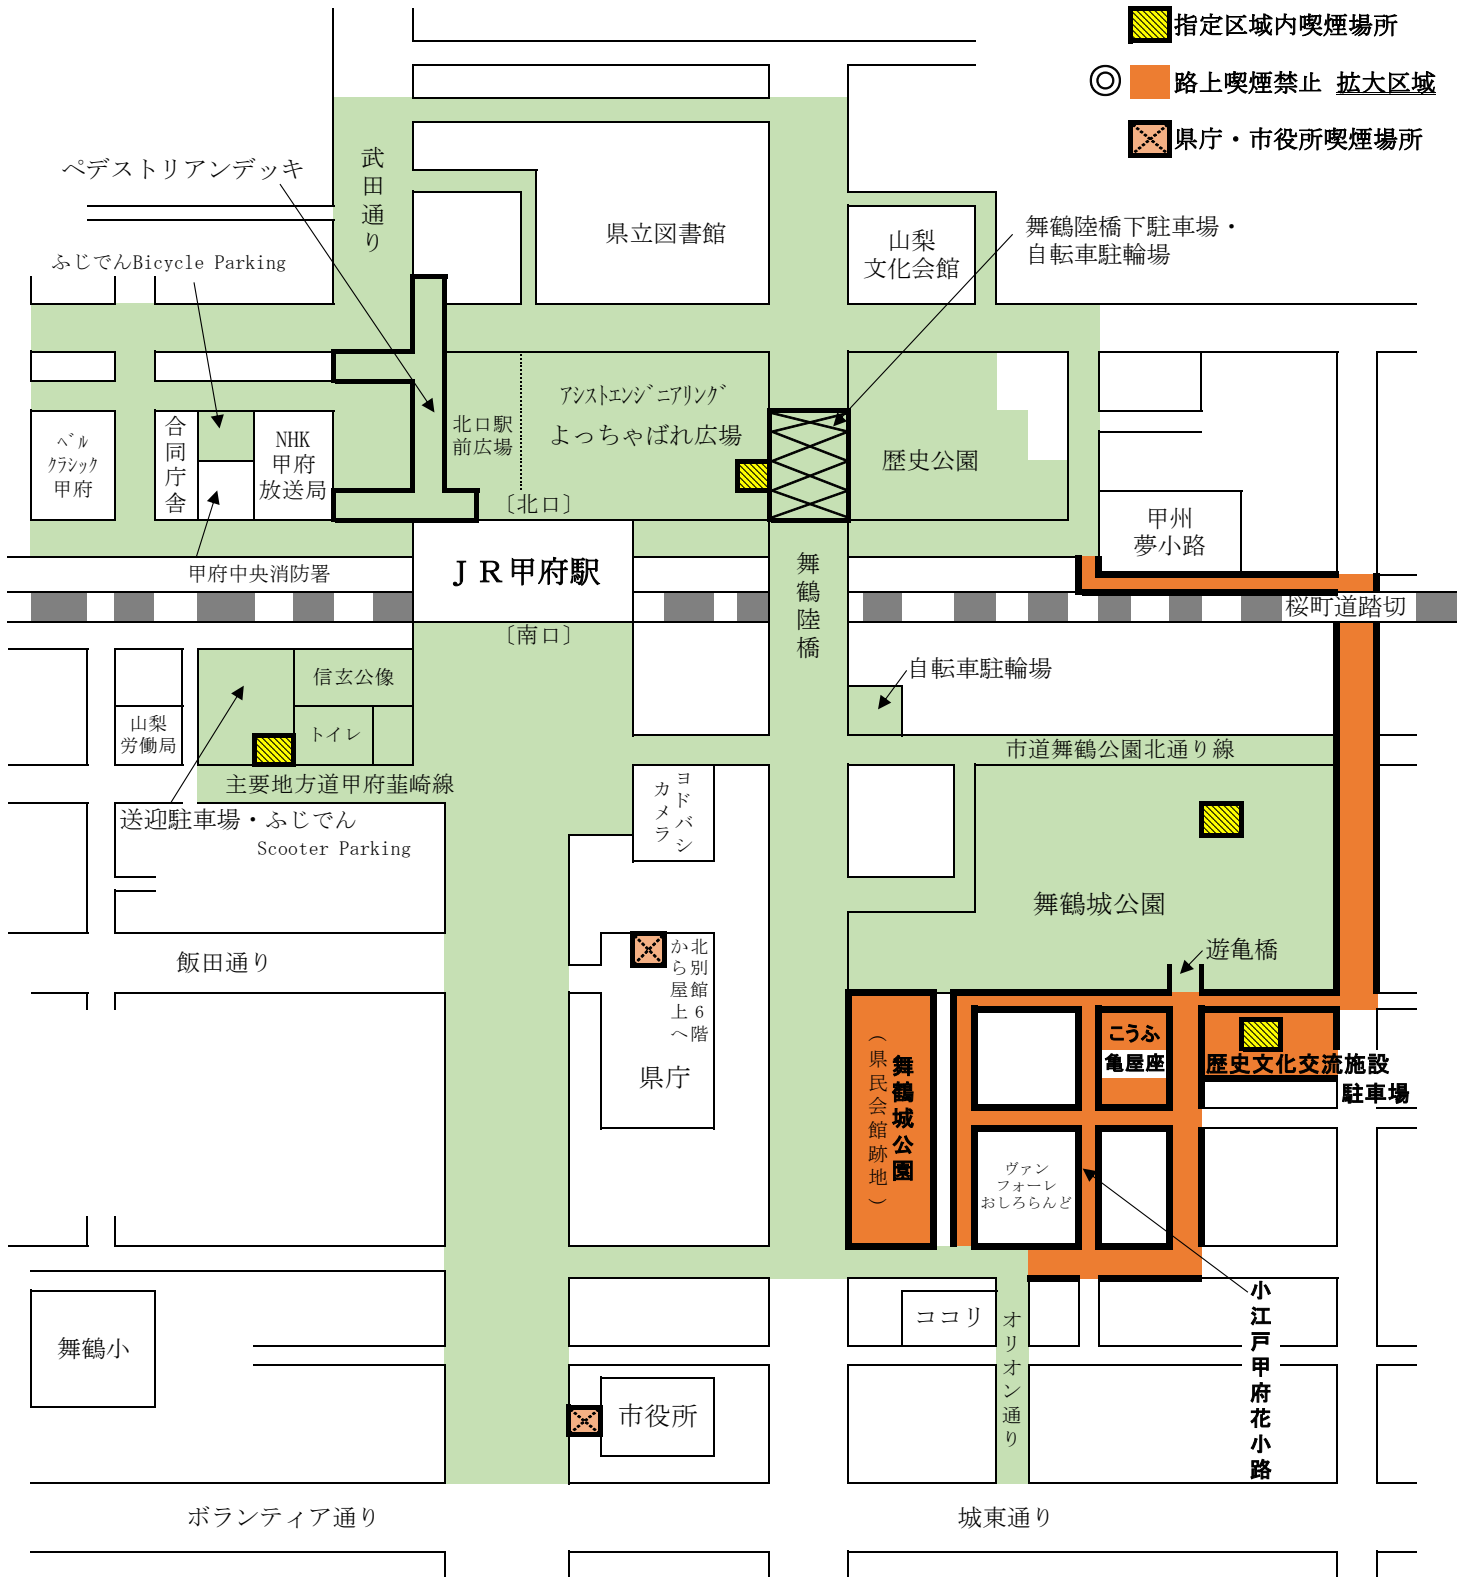 指定区域内喫煙場所
◎ 路上喫煙禁止 拡大区域
県庁・市役所喫煙場所
ペデストリアンデッキ
武田通り
県立図書館
山梨
文化会館
舞鶴陸橋下駐車場・
自転車駐輪場
ふじでんBicycle Parking
ベル
クラシック
甲府
合同庁舎
NHK
甲府
放送局
北口駅
前広場
アシストエンジニアリング
よっちゃばれ広場
歴史公園
〔北口〕
甲州
夢小路
甲府中央消防署
ＪＲ甲府駅
舞鶴陸橋
桜町道踏切
〔南口〕
信玄公像
トイレ
山梨
労働局
自転車駐輪場
市道舞鶴公園北通り線
主要地方道甲府韮崎線
送迎駐車場・ふじでん
Scooter Parking
ヨドバシ
カメラ
舞鶴城公園
遊亀橋
飯田通り
北別館6階
から屋上へ
県庁
舞鶴城公園
（県民会館跡地）
こうふ
亀屋座
歴史文化交流施設
駐車場
ヴァン
フォーレ
おしろらんど
小江戸甲府花小路
舞鶴小
ココリ
オリオン通り
市役所
ボランティア通り
城東通り